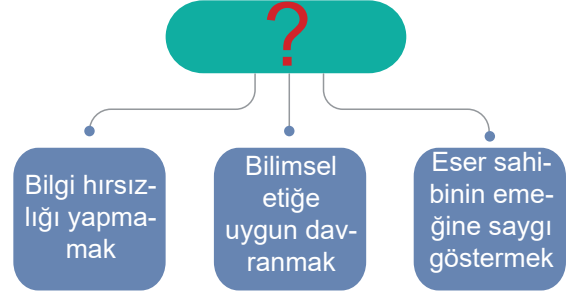 ?
Bilgi hırsız-
lığı yapma-
mak
Bilimsel
etiğe
uygun dav-
ranmak
Eser sahi-
binin eme-
ğine saygı
göstermek